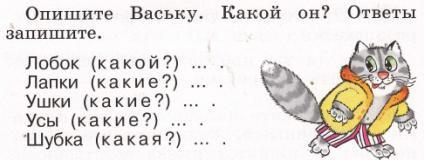 Опишите Ваську. Какой он? Ответы
запишите.
Лобок (какой?) ... .
Лапки (какие?) ... .
Ушки (какие?) ... .
Усы (какие?) ... .
Шубка (какая?) ... .